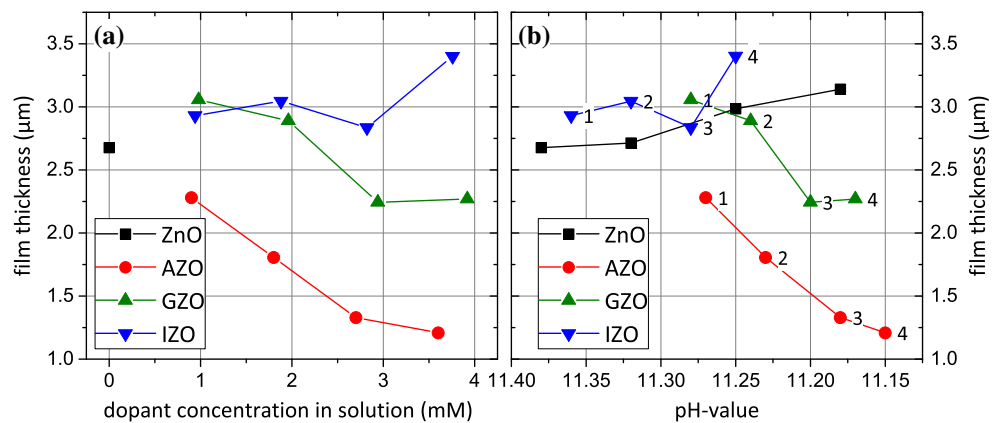 (a)
(b)
film thickness (µm)
3.5
3.0
2.5
2.0
1.5
1.0
ZnO
AZO
GZO
IZO
0 1 2 3 4
dopant concentration in solution (mM)
1 2 3 4
1 2 3 4
1 2 3 4
ZnO
AZO
GZO
IZO
11.40 11.35 11.30 11.25 11.20 11.15
pH-value
3.5
3.0
2.5
2.0
1.5
1.0
film thickness (µm)